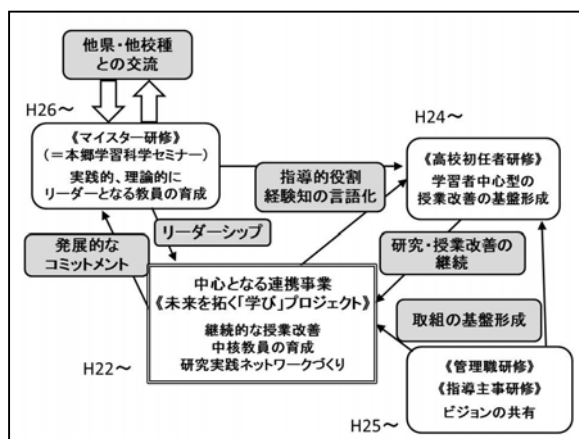 他県・他校種
との交流
H26～
《マイスター研修》
（＝本郷学習科学セミナー）
実践的、理論的に
リーダーとなる教員の育成
H24～
《高校初任者研修》
学習者中心型の
授業改善の基盤形成
指導的役割
経験知の言語化
リーダーシップ
発展的な
コミットメント
研究・授業改善の
継続
中心となる連携事業
《未来を拓く「学び」プロジェクト》
継続的な授業改善
中核教員の育成
研究実践ネットワークづくり
H22～
取組の基盤形成
《管理職研修》
《指導主事研修》
ビジョンの共有
H25～